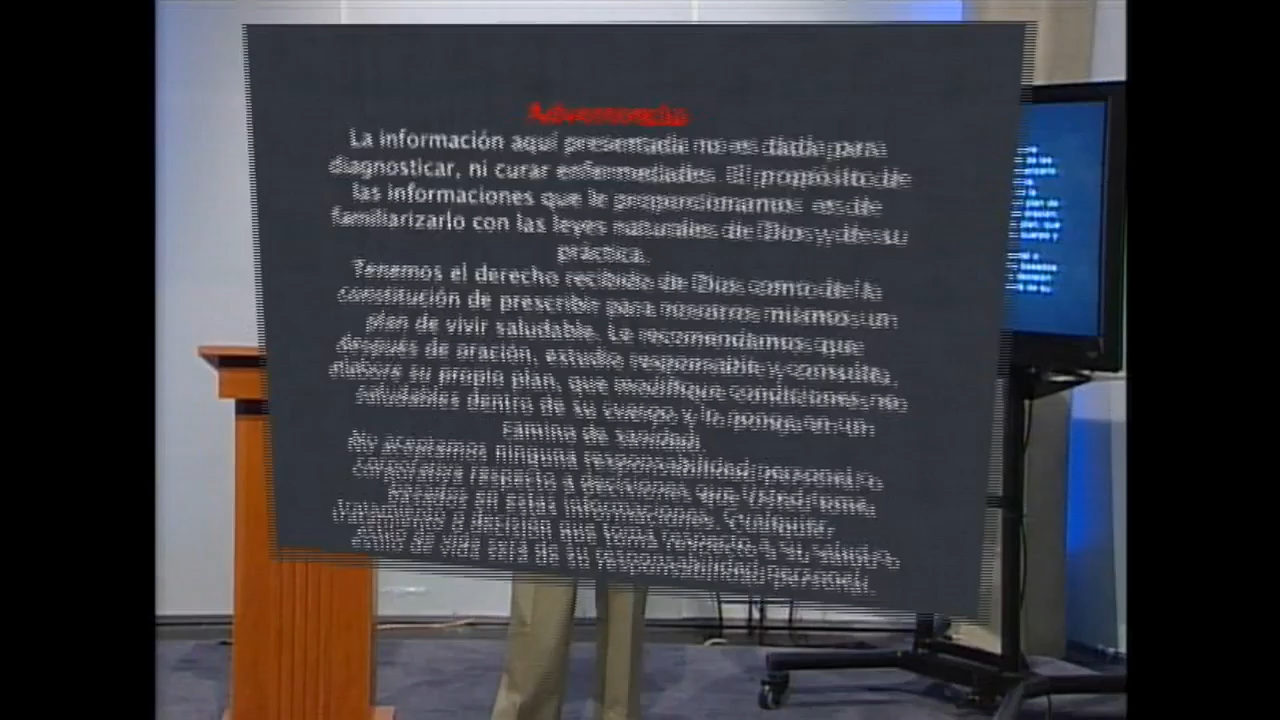 Advertencia
La información aquí presentada no es dada para
diagnosticar, ni curar enfermedades. El propósito de
las informaciones que le proporcionamos es de
familiarizarlo con las leyes naturales de Dios y de su
práctica.
Tenemos el derecho recibido de Dios como de la
constitución de prescribir para nosotros mismos un
plan de vivir saludable. Le recomendamos que
después de oración, estudio responsable y consulta,
elabore su propio plan, que modifique condiciones no
saludables dentro de su cuerpo y lo ponga en un
camino de sanidad.
No aceptamos ninguna responsabilidad personal o
respecto a decisiones que Usted tome,
basadas en estas informaciones. Cualquier
tratamiento o decisión que toma respecto a su salud o
estilo de vida será de su responsabilidad personal.